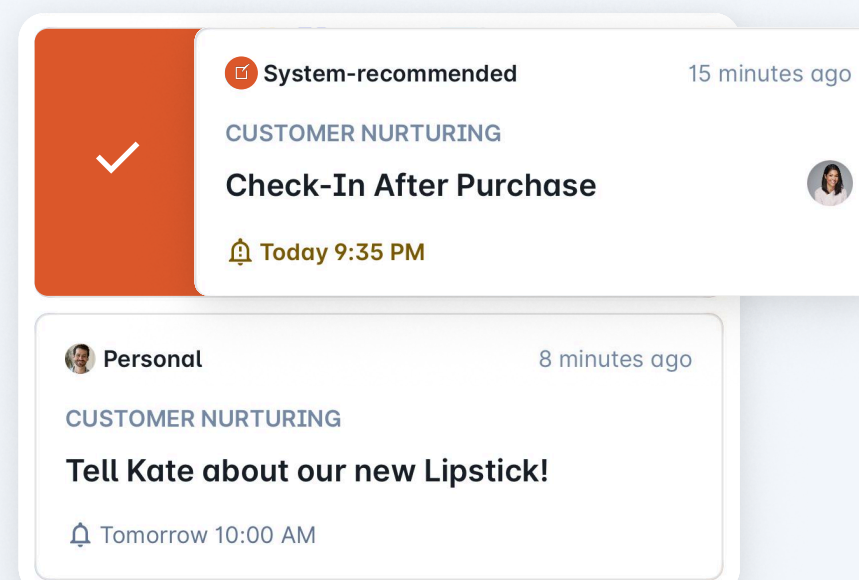 System-recommended 15 minutes ago
CUSTOMER NURTURING
Check-In After Purchase
Today 9:35 PM
Personal 8 minutes ago
CUSTOMER NURTURING
Tell Kate about our new Lipstick!
Tomorrow 10:00 AM